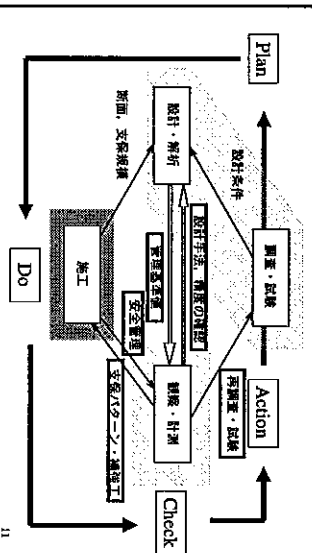 Plan
設計・解析
断面，支保規模
設計条件
調査・試験
設計手法，精度の確認
管理基準値
安全管理
施工
Do
観察・計測
再調査・試験
支保パターン・補強工
Action
Check
11